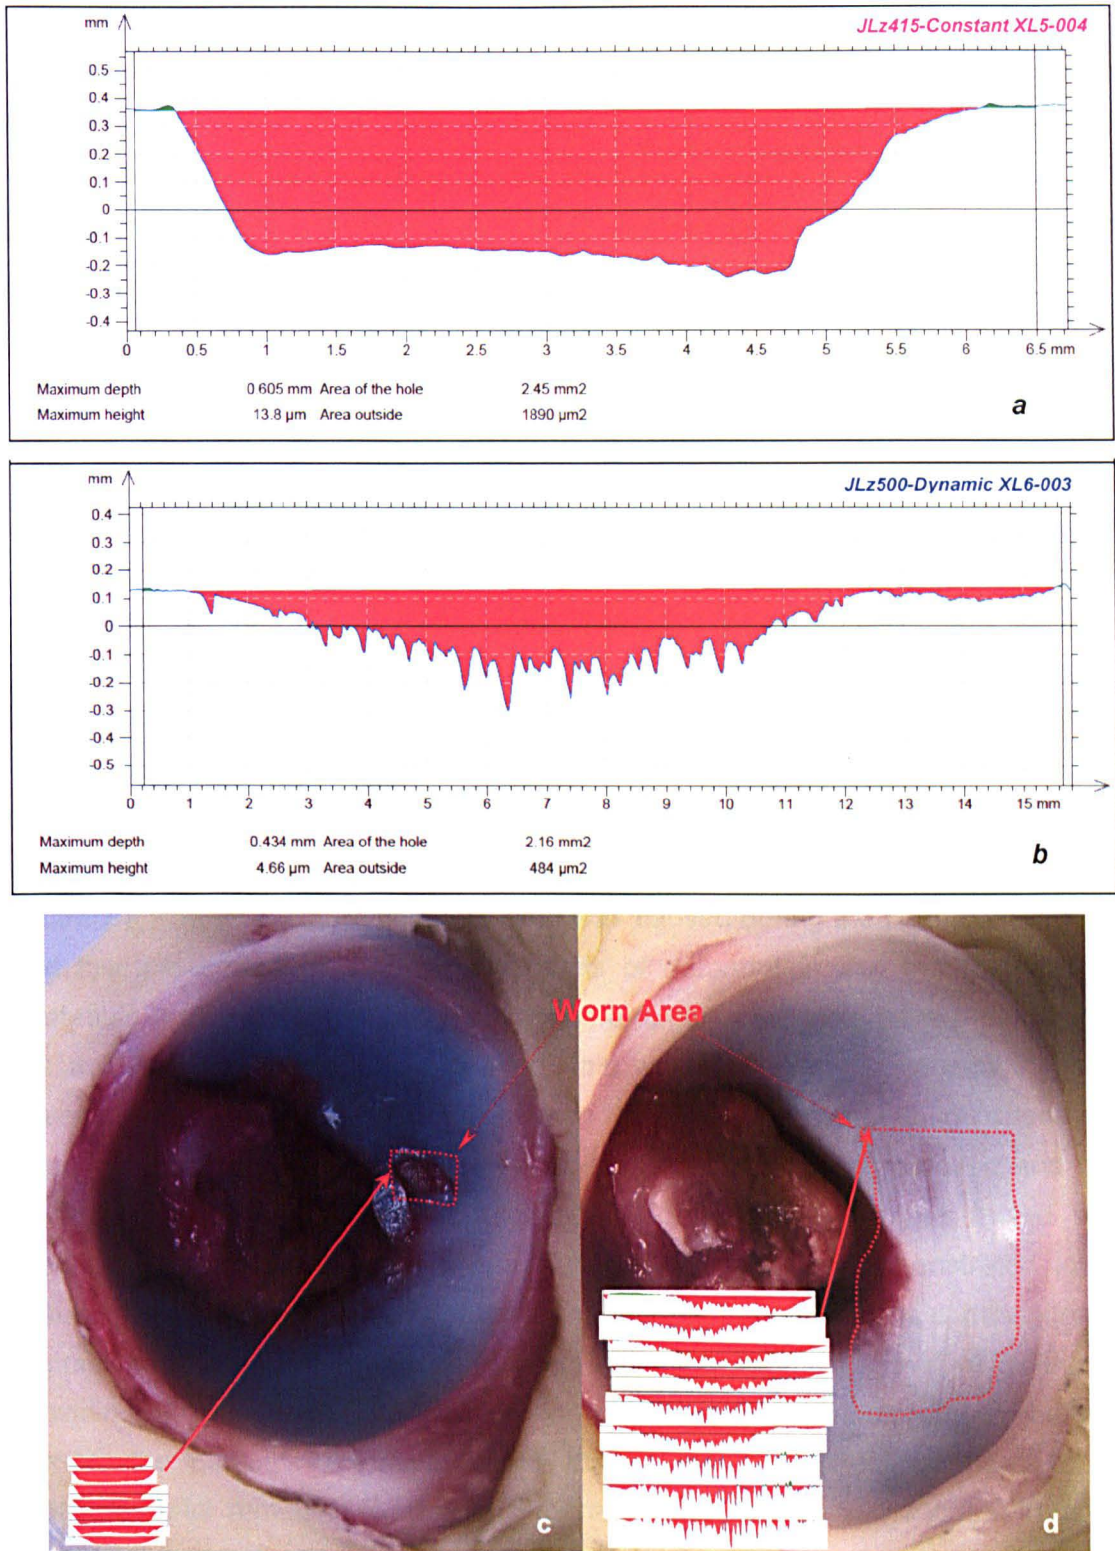 JLz415-Constant XL5-004
mm
0.5
0.4
0.3
0.2
0.1
0
-0.1
-0.2
-0.3
-0.4
0 0.5 1 1.5 2 2.5 3 3.5 4 4.5 5 5.5 6 6.5 mm
Maximum depth 0.605 mm Area of the hole 2.45 mm2
Maximum height 13.8 µm Area outside 1890 µm2
a
JLz500-Dynamic XL6-003
mm
0.4
0.3
0.2
0.1
0
-0.1
-0.2
-0.3
-0.4
-0.5
0 1 2 3 4 5 6 7 8 9 10 11 12 13 14 15 mm
Maximum depth 0.434 mm Area of the hole 2.16 mm2
Maximum height 4.66 µm Area outside 484 µm2
b
Worn Area
c
d